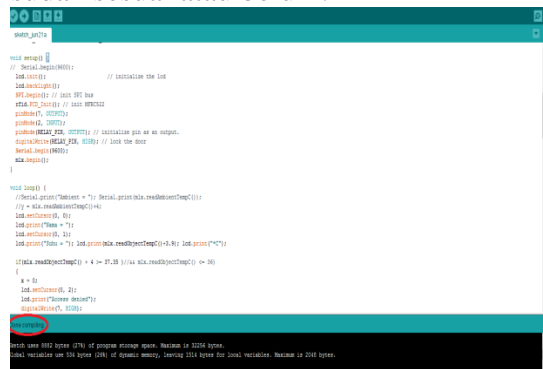 sketch_jun21a
void setup() {
// Serial.begin(9600);
lcd.init(); // initialize the lcd
lcd.backlight();
SPI.begin(); // init SPI bus
rfid.PCD_Init(); // init MFRC522
pinMode(7, OUTPUT);
pinMode(2, INPUT);
pinMode(RELAY_PIN, OUTPUT); // initialize pin as an output.
digitalWrite(RELAY_PIN, HIGH); // lock the door
Serial.begin(9600);
mlx.begin();
}
void loop() {
//Serial.print("Ambient = "); Serial.print(mlx.readAmbientTempC());
//y = mlx.readAmbientTempC()+4;
lcd.setCursor(0, 0);
lcd.print("Nama = ");
lcd.setCursor(0, 1);
lcd.print("Suhu = "); lcd.print(mlx.readObjectTempC()+3.8); lcd.print("*C");
if(mlx.readObjectTempC() + 4 >= 37.35 )//&& mlx.readObjectTempC() <= 36)
{
x = 0;
lcd.setCursor(5, 2);
lcd.print("Access denied");
digitalWrite(7, HIGH);
Done compiling
Sketch uses 8882 bytes (27%) of program storage space. Maximum is 32256 bytes.
Global variables use 534 bytes (26%) of dynamic memory, leaving 1514 bytes for local variables. Maximum is 2048 bytes.